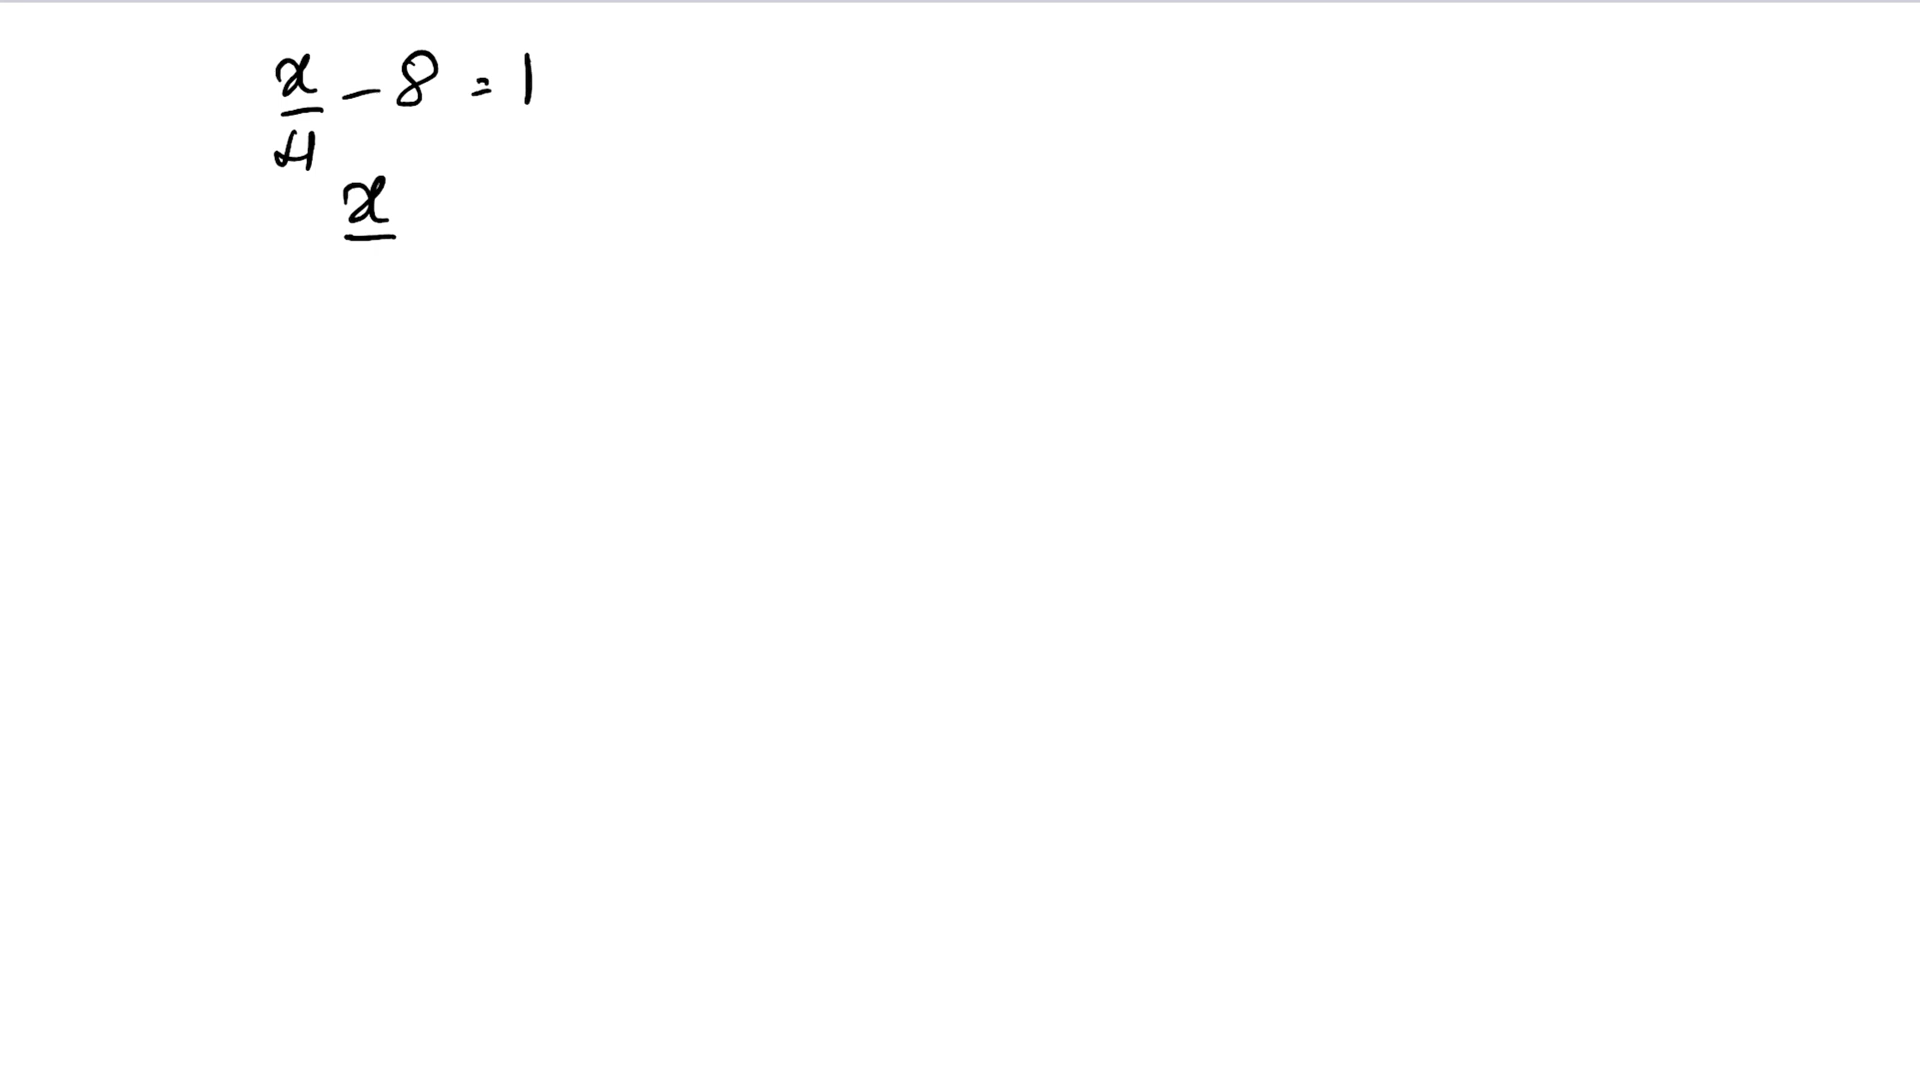 x/4 - 8 = 1
x